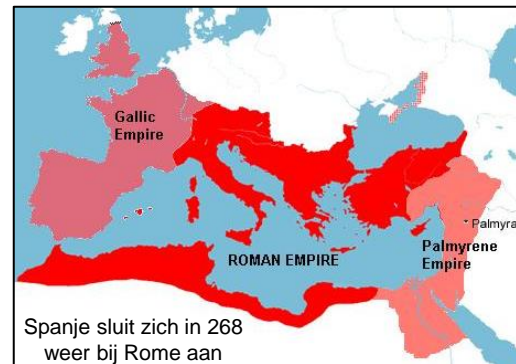 Gallic
Empire
Palmyra
ROMAN EMPIRE
Palmyrene
Empire
Spanje sluit zich in 268
weer bij Rome aan